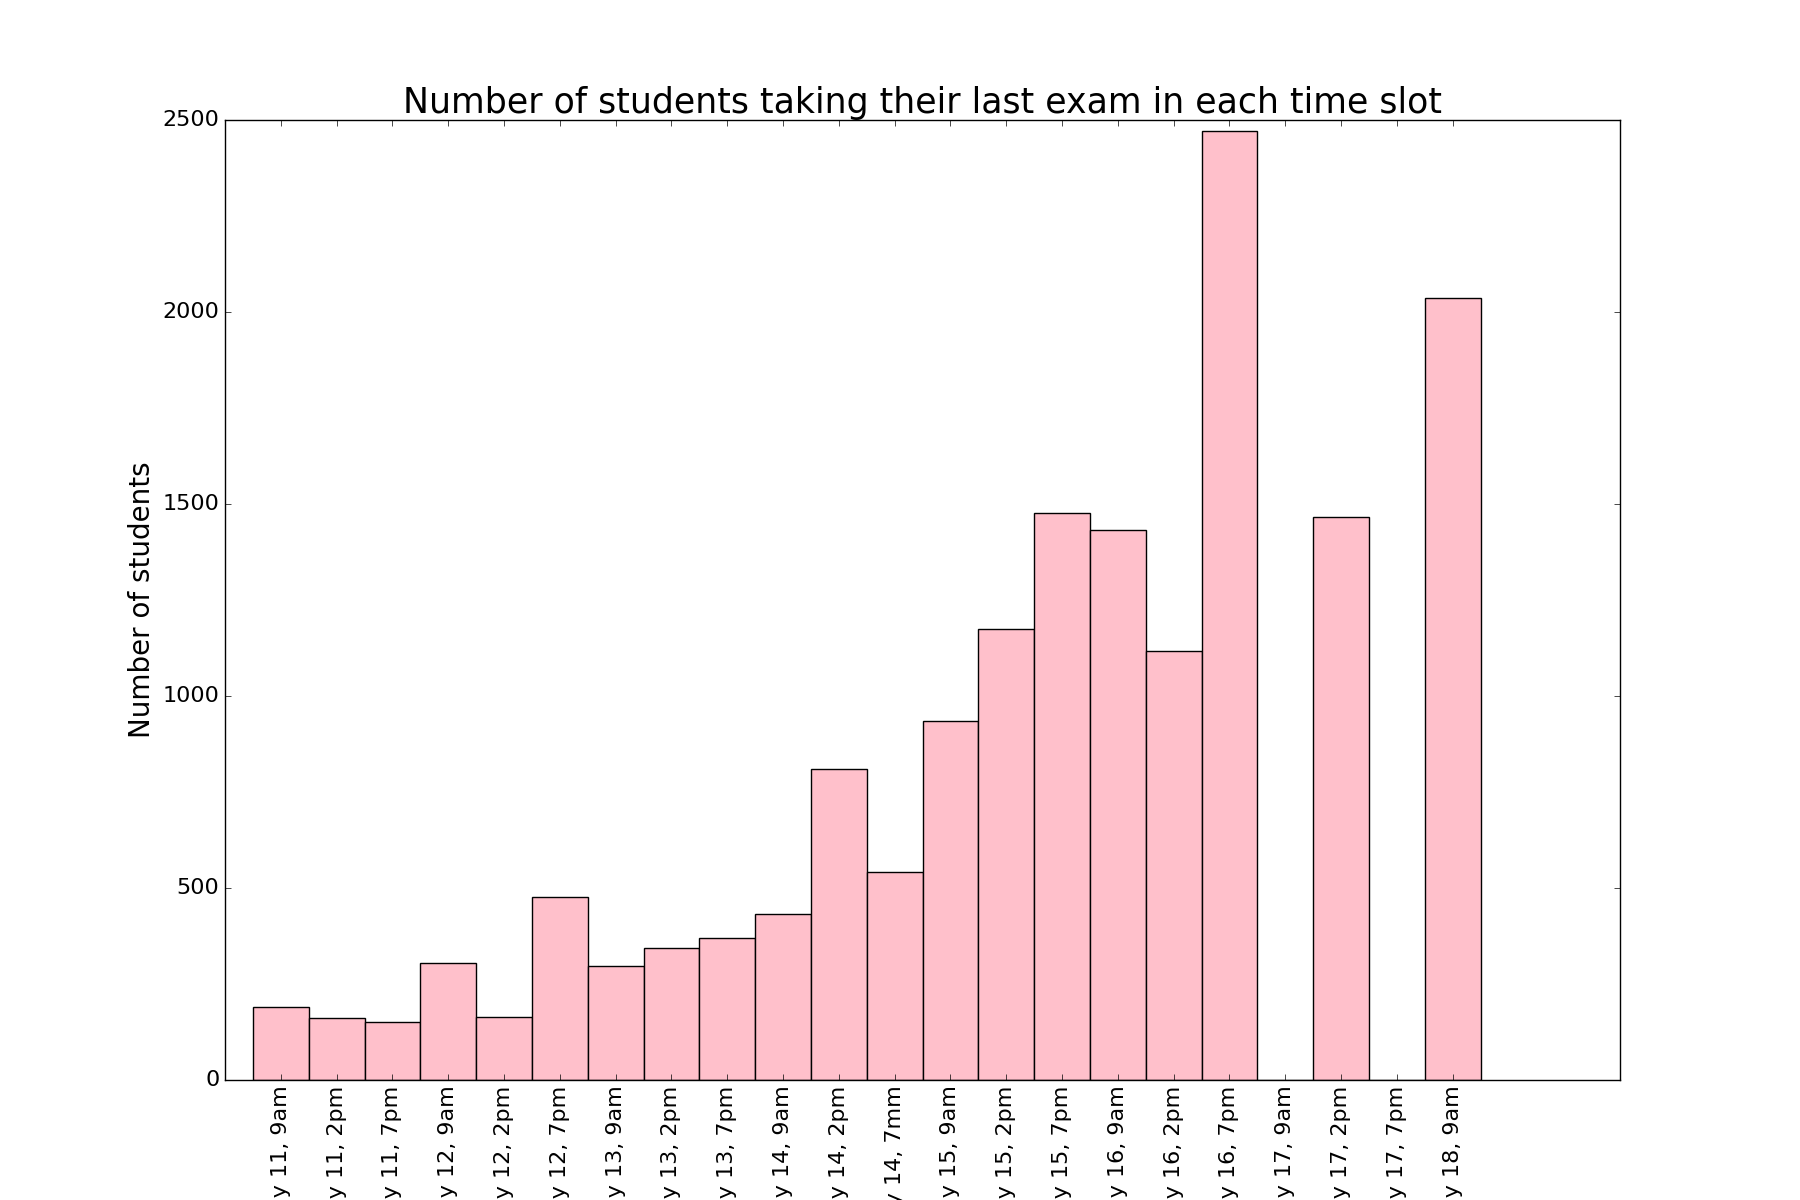 Number of students taking their last exam in each time slot
Number of students
2500
2000
1500
1000
500
0
y 11, 9am
y 11, 2pm
y 11, 7pm
y 12, 9am
y 12, 2pm
y 12, 7pm
y 13, 9am
y 13, 2pm
y 13, 7pm
y 14, 9am
y 14, 2pm
y 14, 7mm
y 15, 9am
y 15, 2pm
y 15, 7pm
y 16, 9am
y 16, 2pm
y 16, 7pm
y 17, 9am
y 17, 2pm
y 17, 7pm
y 18, 9am